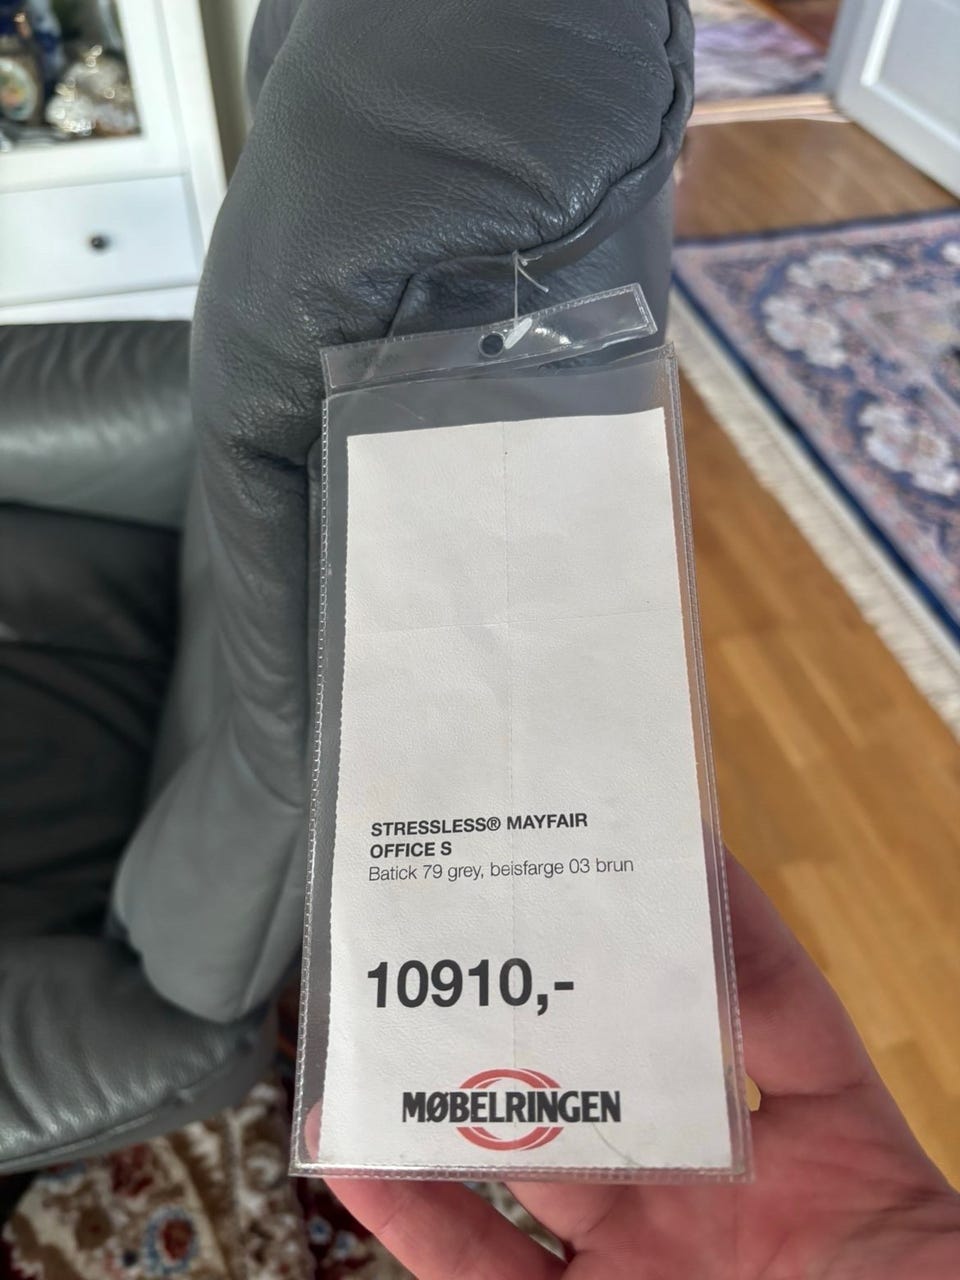 STRESSLESS® MAYFAIR
OFFICE S
Batick 79 grey, beisfarge 03 brun
10910,-
MØBELRINGEN